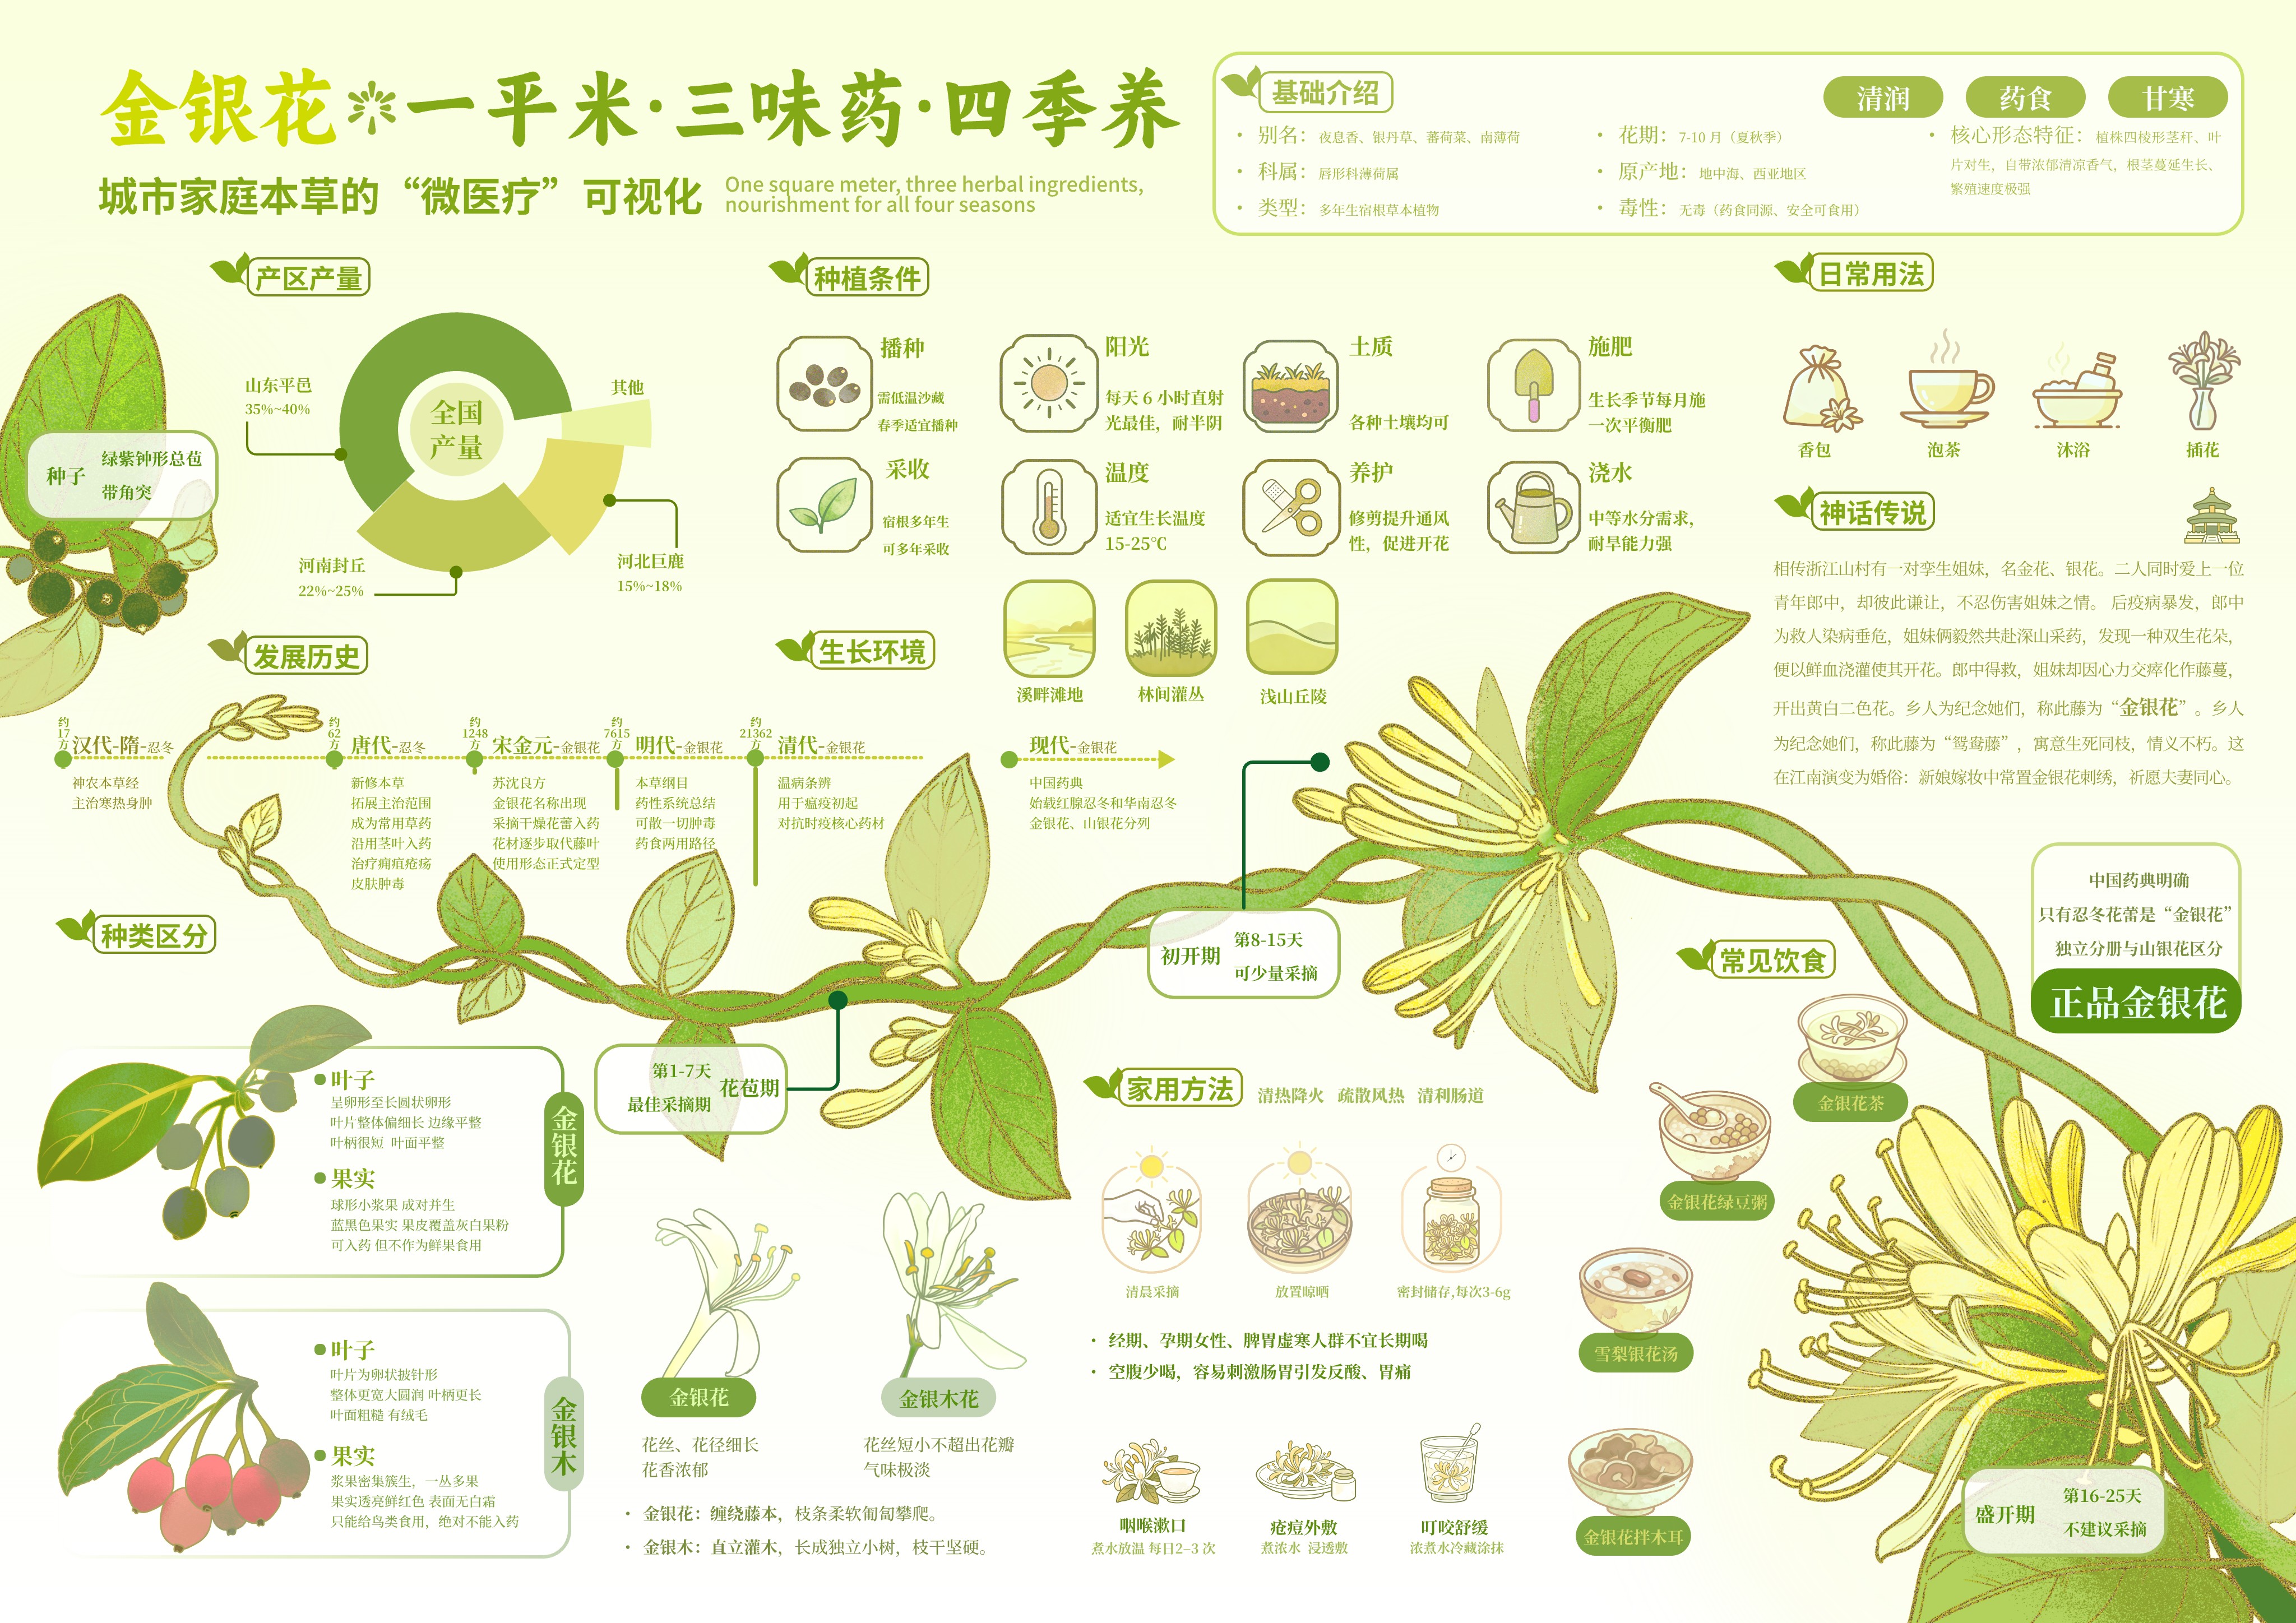 金银花 一平米·三味药·四季养
城市家庭本草的“微医疗”可视化
One square meter, three herbal ingredients,
nourishment for all four seasons
基础介绍
清润
药食
甘寒
• 别名：夜息香、银丹草、蕃荷菜、南薄荷
• 科属：唇形科薄荷属
• 类型：多年生宿根草本植物
• 花期：7-10 月（夏秋季）
• 原产地：地中海、西亚地区
• 毒性：无毒（药食同源、安全可食用）
• 核心形态特征：植株四棱形茎秆、叶
片对生，自带浓郁清凉香气，根茎蔓延生长、
繁殖速度极强
产区产量
全国
产量
山东平邑
35%~40%
其他
河南封丘
22%~25%
河北巨鹿
15%~18%
种子
绿紫钟形总苞
带角突
种植条件
播种
需低温沙藏
春季适宜播种
阳光
每天 6 小时直射
光最佳，耐半阴
土质
各种土壤均可
施肥
生长季节每月施
一次平衡肥
采收
宿根多年生
可多年采收
温度
适宜生长温度
15-25℃
养护
修剪提升通风
性，促进开花
浇水
中等水分需求，
耐旱能力强
日常用法
香包
泡茶
沐浴
插花
神话传说
相传浙江山村有一对孪生姐妹，名金花、银花。二人同时爱上一位
青年郎中，却彼此谦让，不忍伤害姐妹之情。 后疫病暴发，郎中
为救人染病垂危，姐妹俩毅然共赴深山采药，发现一种双生花朵，
便以鲜血浇灌使其开花。郎中得救，姐妹却因心力交瘁化作藤蔓，
开出黄白二色花。乡人为纪念她们，称此藤为“金银花”。乡人
为纪念她们，称此藤为“鸳鸯藤”，寓意生死同枝，情义不朽。这
在江南演变为婚俗：新娘嫁妆中常置金银花刺绣，祈愿夫妻同心。
生长环境
溪畔滩地
林间灌丛
浅山丘陵
发展历史
约
17
方
汉代-隋-忍冬
神农本草经
主治寒热身肿
约
62
方
唐代-忍冬
新修本草
拓展主治范围
成为常用草药
沿用茎叶入药
治疗痈疽疮疡
皮肤肿毒
约
1248
方
宋金元-金银花
苏沈良方
金银花名称出现
采摘干燥花蕾入药
花材逐步取代藤叶
使用形态正式定型
约
7615
方
明代-金银花
本草纲目
药性系统总结
可散一切肿毒
药食两用路径
约
21362
方
清代-金银花
温病条辨
用于瘟疫初起
对抗时疫核心药材
现代-金银花
中国药典
始载红腺忍冬和华南忍冬
金银花、山银花分列
中国药典明确
只有忍冬花蕾是“金银花”
独立分册与山银花区分
正品金银花
初开期
第8-15天
可少量采摘
第1-7天
最佳采摘期
花苞期
盛开期
第16-25天
不建议采摘
种类区分
叶子
呈卵形至长圆状卵形
叶片整体偏细长 边缘平整
叶柄很短 叶面平整
果实
球形小浆果 成对并生
蓝黑色果实 果皮覆盖灰白果粉
可入药 但不作为鲜果食用
金银花
叶子
叶片为卵状披针形
整体更宽大圆润 叶柄更长
叶面粗糙 有绒毛
果实
浆果密集簇生，一丛多果
果实透亮鲜红色 表面无白霜
只能给鸟类食用，绝对不能入药
金银木
金银花
花丝、花径细长
花香浓郁
金银木花
花丝短小不超出花瓣
气味极淡
• 金银花：缠绕藤本，枝条柔软匍匐攀爬。
• 金银木：直立灌木，长成独立小树，枝干坚硬。
家用方法
清热降火 疏散风热 清利肠道
清晨采摘
放置晾晒
密封储存,每次3-6g
• 经期、孕期女性、脾胃虚寒人群不宜长期喝
• 空腹少喝，容易刺激肠胃引发反酸、胃痛
咽喉漱口
煮水放温 每日2–3 次
疮痘外敷
煮浓水 浸透敷
叮咬舒缓
浓煮水冷藏涂抹
常见饮食
金银花茶
金银花绿豆粥
雪梨银花汤
金银花拌木耳